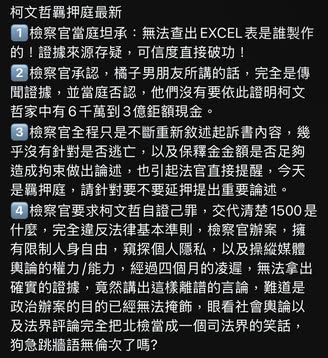 柯文哲羈押庭最新
1️⃣檢察官當庭坦承：無法查出EXCEL表是誰製作
的！證據來源存疑，可信度直接破功！
2️⃣檢察官承認，橘子男朋友所講的話，完全是傳
聞證據，並當庭否認，他們沒有要依此證明柯文
哲家中有6千萬到3億鉅額現金。
3️⃣檢察官全程只是不斷重新敘述起訴書內容，幾
乎沒有針對是否逃亡，以及保釋金金額是否足夠
造成拘束做出論述，也引起法官直接提醒，今天
是羈押庭，請針對要不要延押提出重要論述。
4️⃣檢察官要求柯文哲自證己罪，交代清楚1500是
什麼，完全違反法律基本準則，檢察官辦案，擁
有限制人身自由，窺探個人隱私，以及操縱媒體
輿論的權力/能力，經過四個月的凌遲，無法拿出
確實的證據，竟然講出這樣離譜的言論，難道是
政治辦案的目的已經無法掩飾，眼看社會輿論以
及法界評論完全把北檢當成一個司法界的笑話，
狗急跳牆語無倫次了嗎?